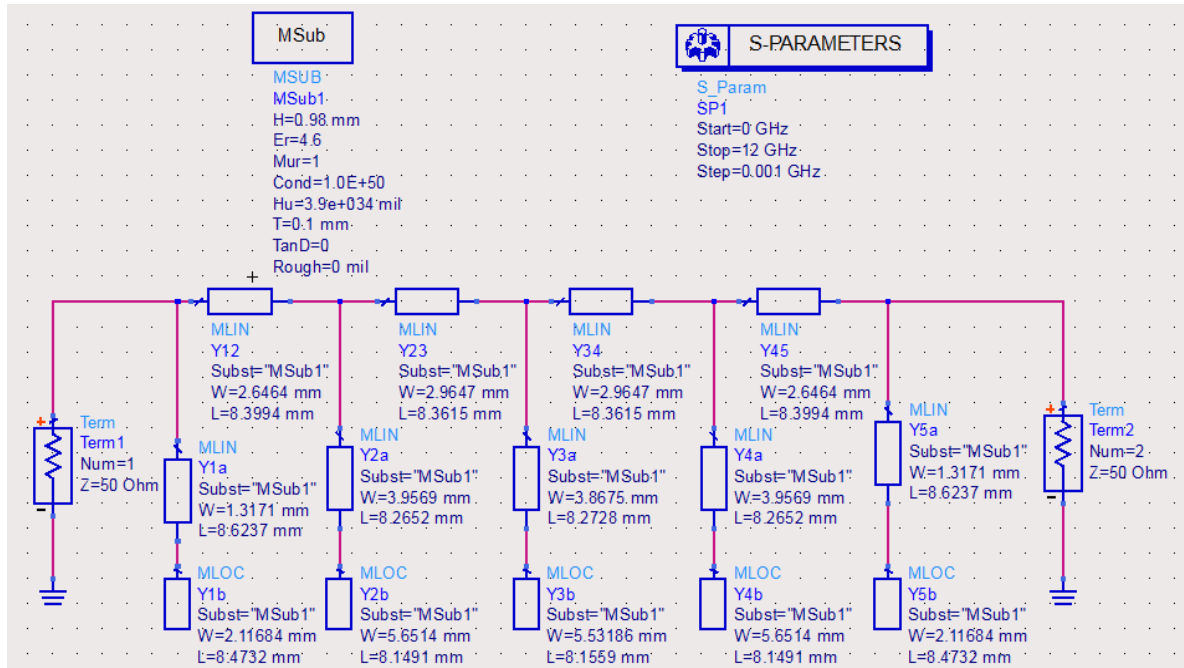 MSub
MSUB
MSub1
H=0.98 mm
Er=4.6
Mur=1
Cond=1.0E+50
Hu=3.9e+034 mil
T=0.1 mm
TanD=0
Rough=0 mil
S-PARAMETERS
S_Param
SP1
Start=0 GHz
Stop=12 GHz
Step=0.001 GHz
MLIN
Y12
Subst="MSub1"
W=2.6464 mm
L=8.3994 mm
MLIN
Y23
Subst="MSub1"
W=2.9647 mm
L=8.3615 mm
MLIN
Y34
Subst="MSub1"
W=2.9647 mm
L=8.3615 mm
MLIN
Y45
Subst="MSub1"
W=2.6464 mm
L=8.3994 mm
+
Term
Term1
Num=1
Z=50 Ohm
-
MLIN
Y1a
Subst="MSub1"
W=1.3171 mm
L=8.6237 mm
MLIN
Y2a
Subst="MSub1"
W=3.9569 mm
L=8.2652 mm
MLIN
Y3a
Subst="MSub1"
W=3.8675 mm
L=8.2728 mm
MLIN
Y4a
Subst="MSub1"
W=3.9569 mm
L=8.2652 mm
MLIN
Y5a
Subst="MSub1"
W=1.3171 mm
L=8.6237 mm
+
Term
Term2
Num=2
Z=50 Ohm
-
MLOC
Y1b
Subst="MSub1"
W=2.11684 mm
L=8.4732 mm
MLOC
Y2b
Subst="MSub1"
W=5.6514 mm
L=8.1491 mm
MLOC
Y3b
Subst="MSub1"
W=5.53186 mm
L=8.1559 mm
MLOC
Y4b
Subst="MSub1"
W=5.6514 mm
L=8.1491 mm
MLOC
Y5b
Subst="MSub1"
W=2.11684 mm
L=8.4732 mm